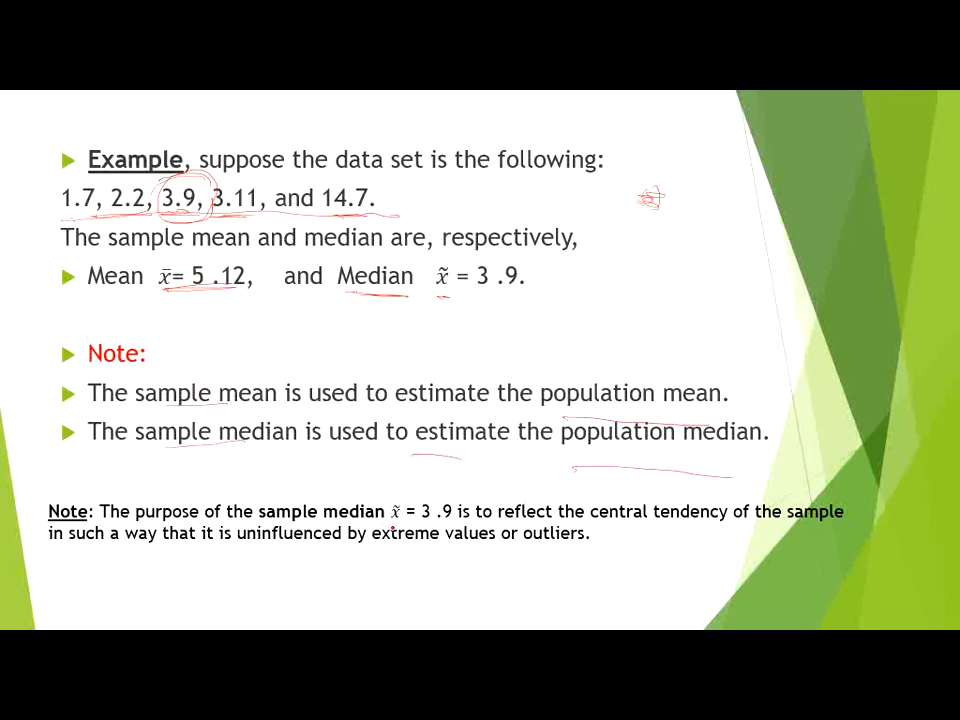 Example, suppose the data set is the following:
1.7, 2.2, 3.9, 3.11, and 14.7.
The sample mean and median are, respectively,
Mean x̄= 5 .12, and Median x̃ = 3 .9.
Note:
The sample mean is used to estimate the population mean.
The sample median is used to estimate the population median.
Note: The purpose of the sample median x̃ = 3 .9 is to reflect the central tendency of the sample
in such a way that it is uninfluenced by extreme values or outliers.